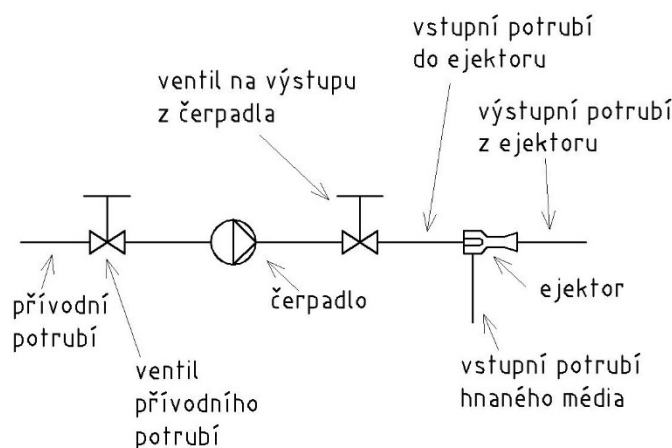 vstupní potrubí
do ejektoru
ventil na výstupu
z čerpadla
výstupní potrubí
z ejektoru
přívodní
potrubí
čerpadlo
ejektor
ventil
přívodního
potrubí
vstupní potrubí
hnaného média